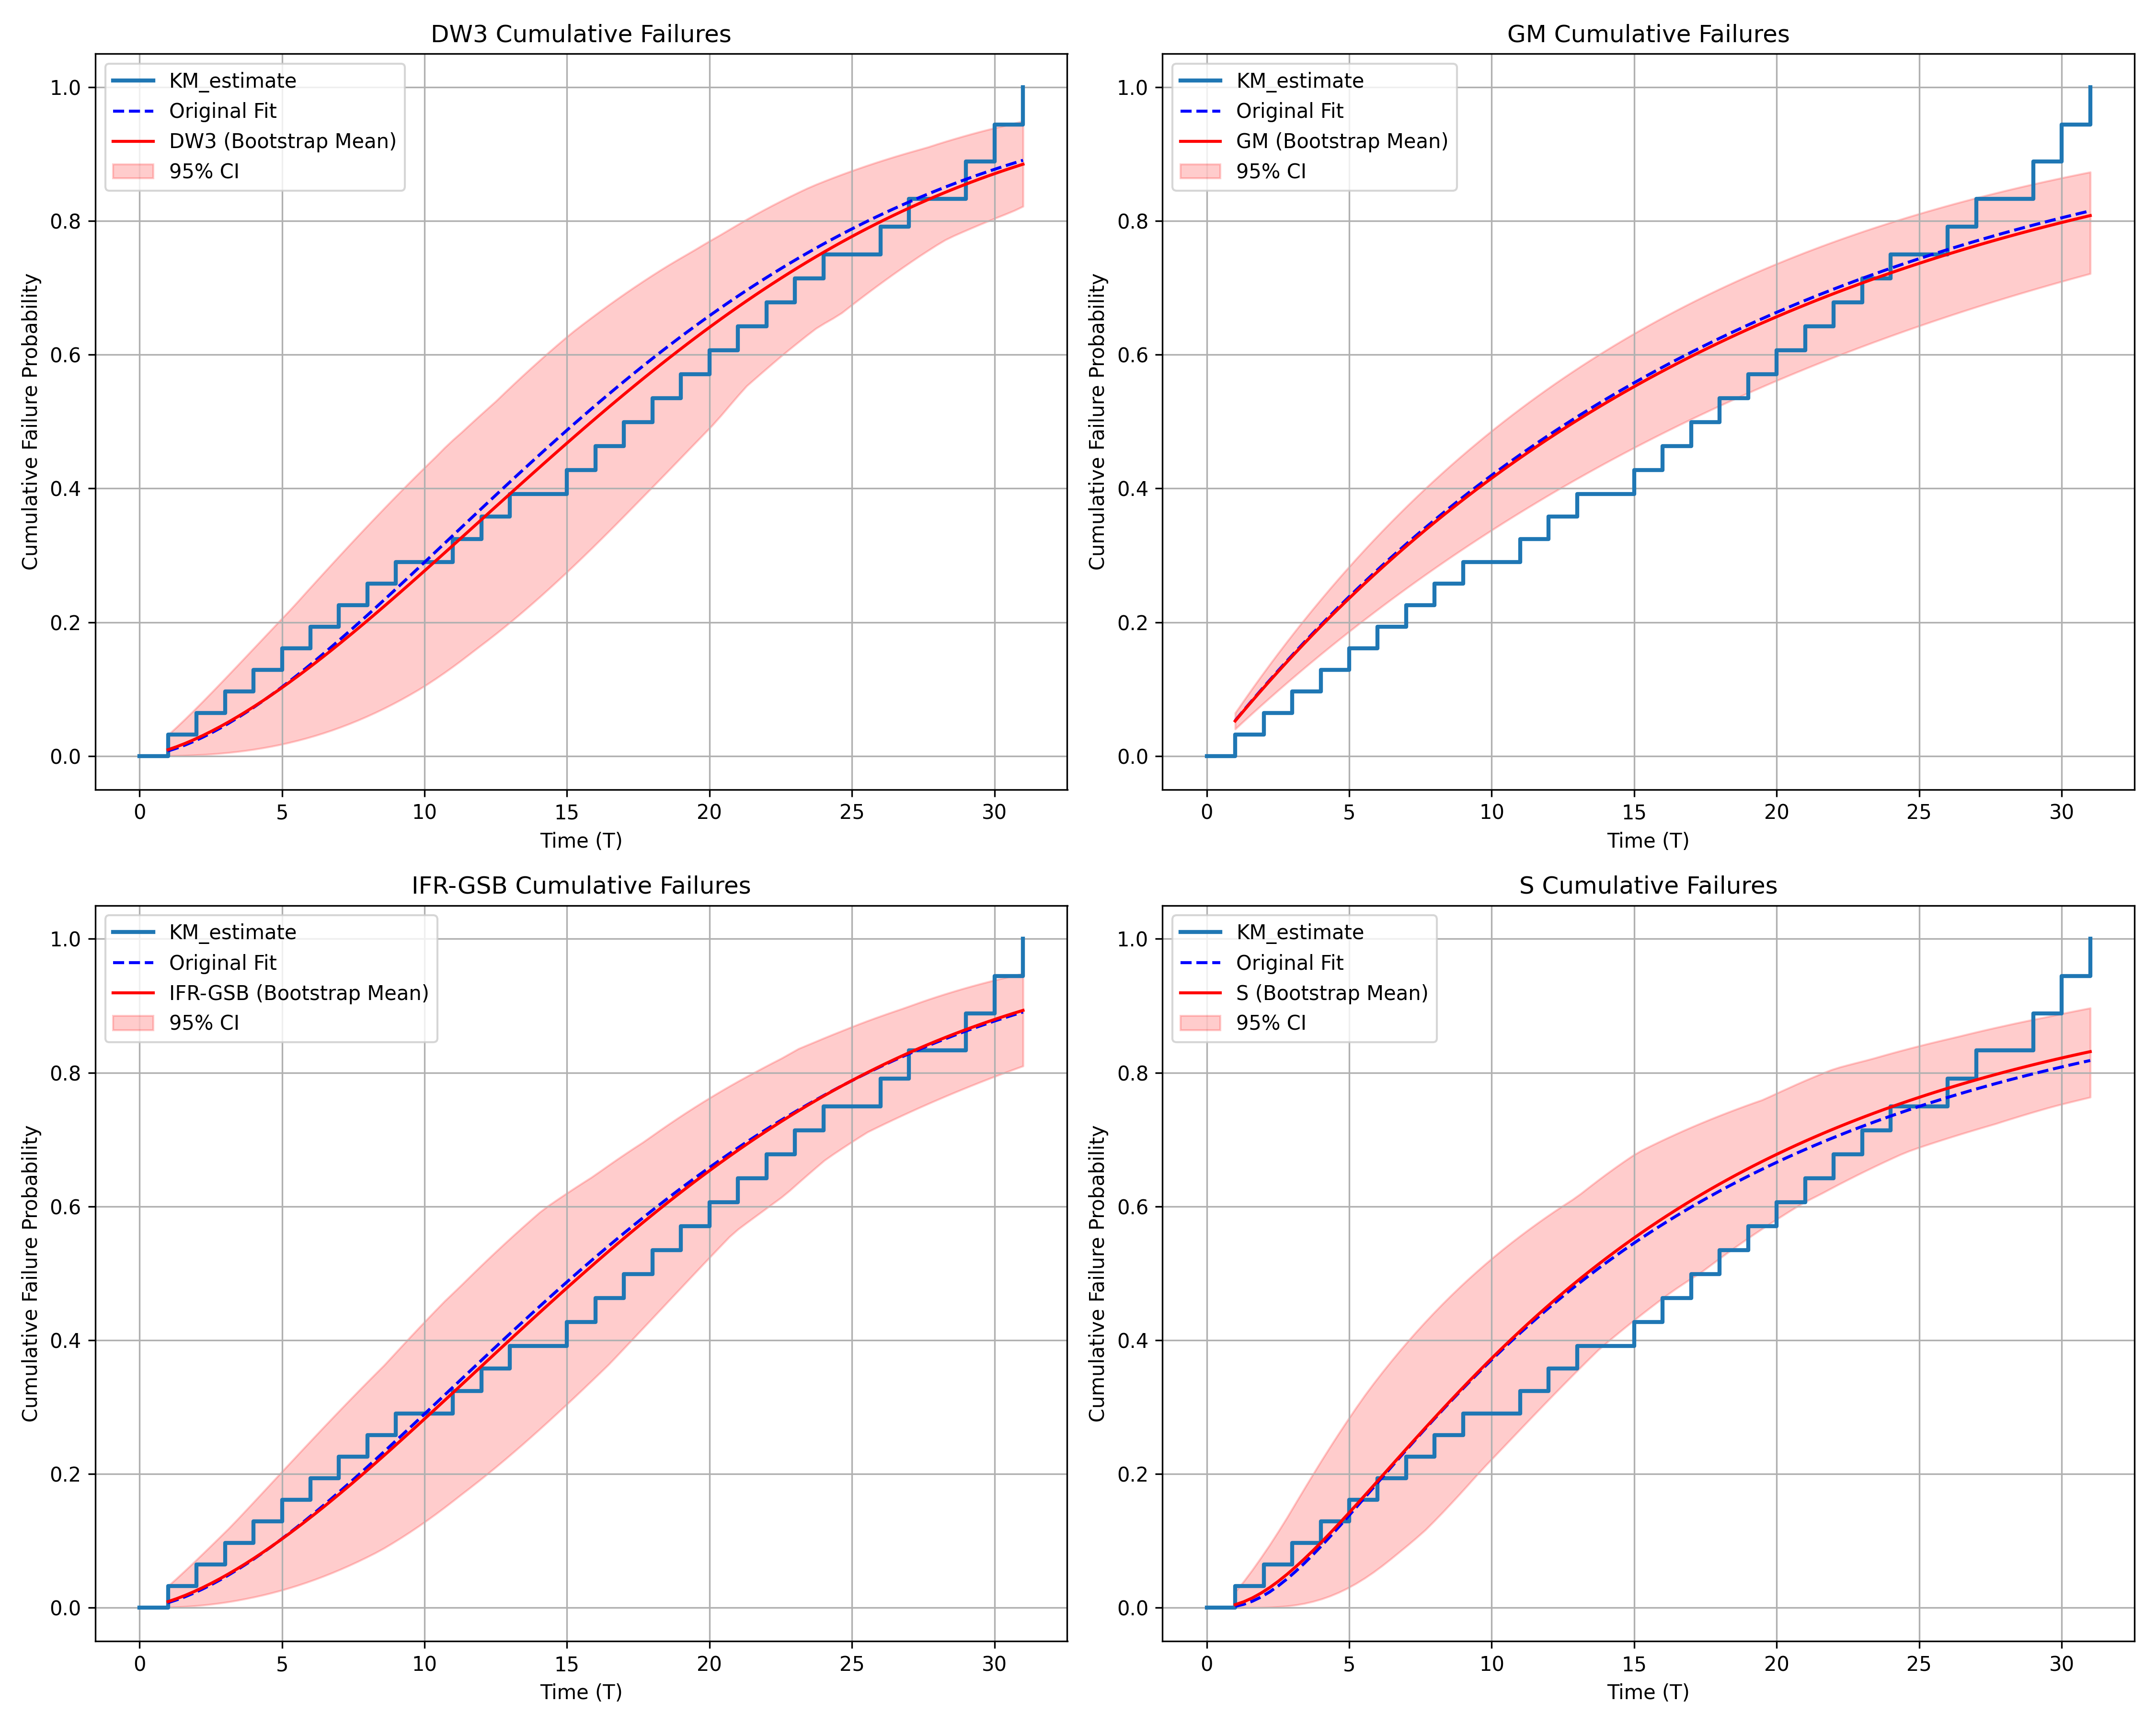 DW3 Cumulative Failures
KM_estimate
Original Fit
DW3 (Bootstrap Mean)
95% CI
Cumulative Failure Probability
1.0
0.8
0.6
0.4
0.2
0.0
0 5 10 15 20 25 30
Time (T)
GM Cumulative Failures
KM_estimate
Original Fit
GM (Bootstrap Mean)
95% CI
Cumulative Failure Probability
1.0
0.8
0.6
0.4
0.2
0.0
0 5 10 15 20 25 30
Time (T)
IFR-GSB Cumulative Failures
KM_estimate
Original Fit
IFR-GSB (Bootstrap Mean)
95% CI
Cumulative Failure Probability
1.0
0.8
0.6
0.4
0.2
0.0
0 5 10 15 20 25 30
Time (T)
S Cumulative Failures
KM_estimate
Original Fit
S (Bootstrap Mean)
95% CI
Cumulative Failure Probability
1.0
0.8
0.6
0.4
0.2
0.0
0 5 10 15 20 25 30
Time (T)